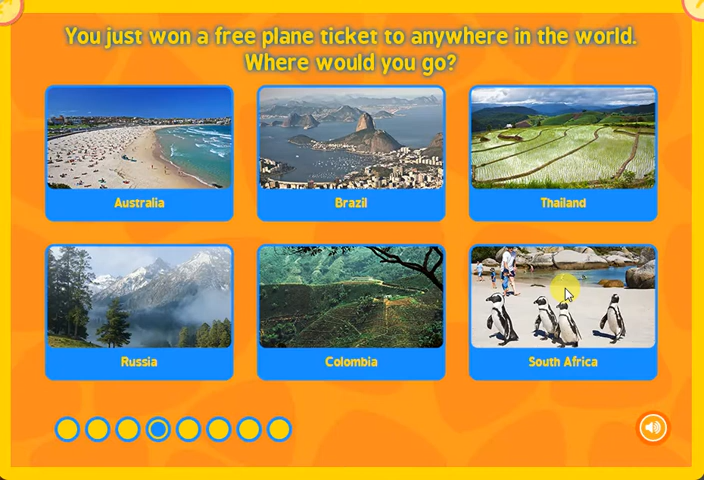 You just won a free plane ticket to anywhere in the world.
Where would you go?
Australia
Brazil
Thailand
Russia
Colombia
South Africa